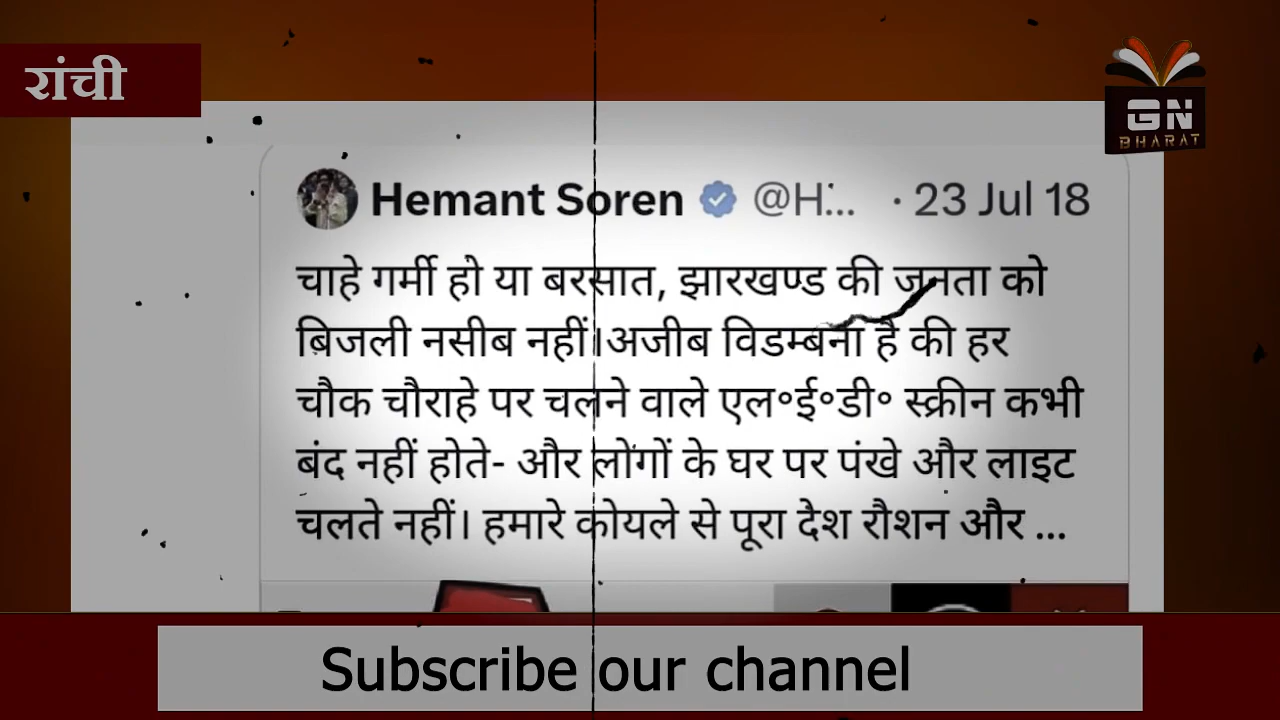 रांची
GN
BHARAT
Hemant Soren @H... · 23 Jul 18
चाहे गर्मी हो या बरसात, झारखण्ड की जनता को
बिजली नसीब नहीं।अजीब विडम्बना है की हर
चौक चौराहे पर चलने वाले एल॰ई॰डी॰ स्क्रीन कभी
बंद नहीं होते- और लोगों के घर पर पंखे और लाइट
चलते नहीं। हमारे कोयले से पूरा देश रौशन और ...
Subscribe our channel